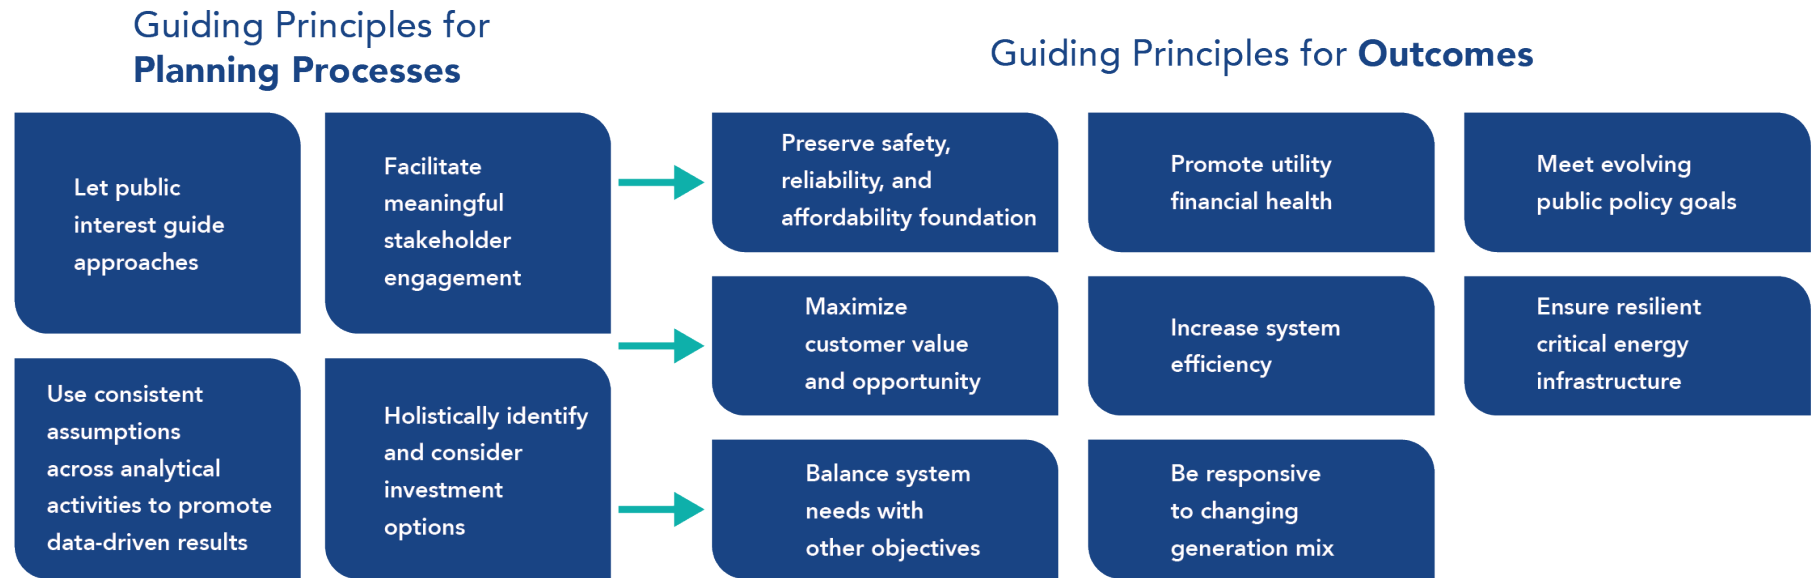 Guiding Principles for
Planning Processes
Let public
interest guide
approaches
Facilitate
meaningful
stakeholder
engagement
Use consistent
assumptions
across analytical
activities to promote
data-driven results
Holistically identify
and consider
investment
options
Guiding Principles for Outcomes
Preserve safety,
reliability, and
affordability foundation
Promote utility
financial health
Meet evolving
public policy goals
Maximize
customer value
and opportunity
Increase system
efficiency
Ensure resilient
critical energy
infrastructure
Balance system
needs with
other objectives
Be responsive
to changing
generation mix